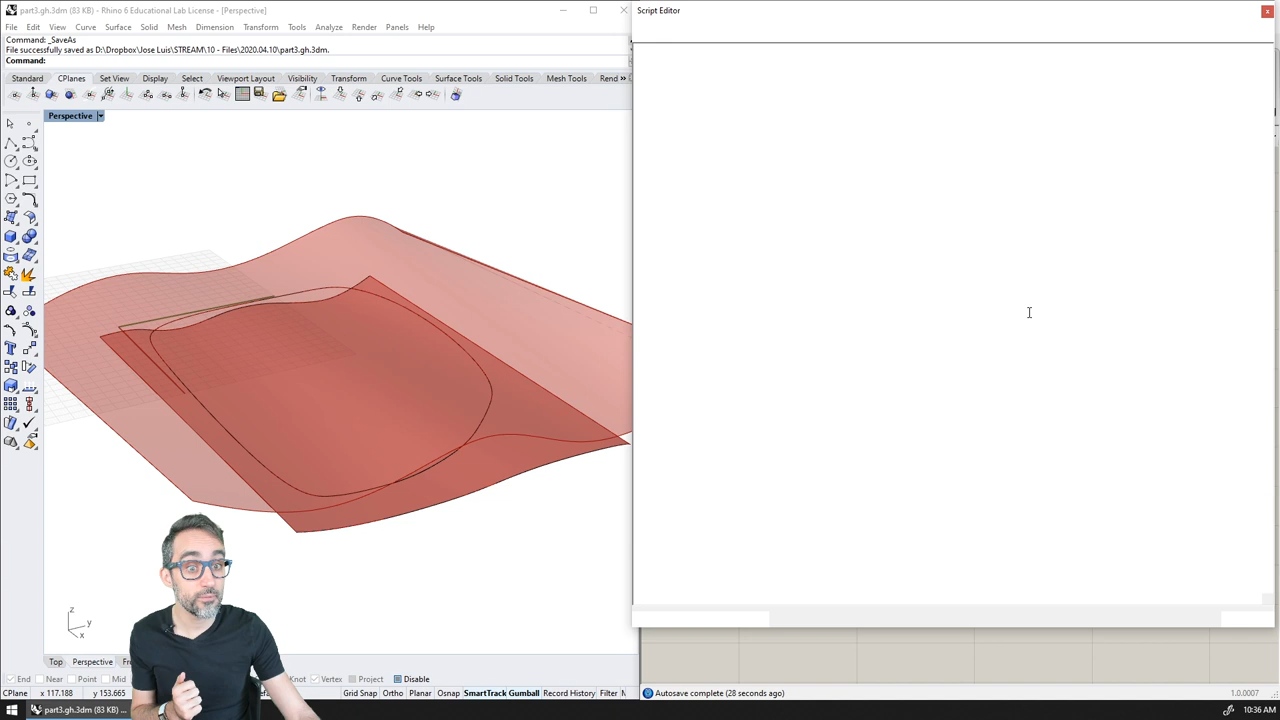 part3.gh.3dm (83 KB) - Rhino 6 Educational Lab License - [Perspective]
File Edit View Curve Surface Solid Mesh Dimension Transform Tools Analyze Render Panels Help
Command: _SaveAs
File successfully saved as D:\Dropbox\Jose Luis\STREAM\10 - Files\2020.04.10\part3.gh.3dm.
Command:
Standard CPlanes Set View Display Select Viewport Layout Visibility Transform Curve Tools Surface Tools Solid Tools Mesh Tools Rend »
Perspective
z
y
x
Top Perspective
End Near Point Mid Knot Vertex Project Disable
CPlane x 117.188 y 153.665 Grid Snap Ortho Planar Osnap SmartTrack Gumball Record History Filter
part3.gh.3dm (83 KB) ...
Script Editor
x
Autosave complete (28 seconds ago) 1.0.0007
10:36 AM